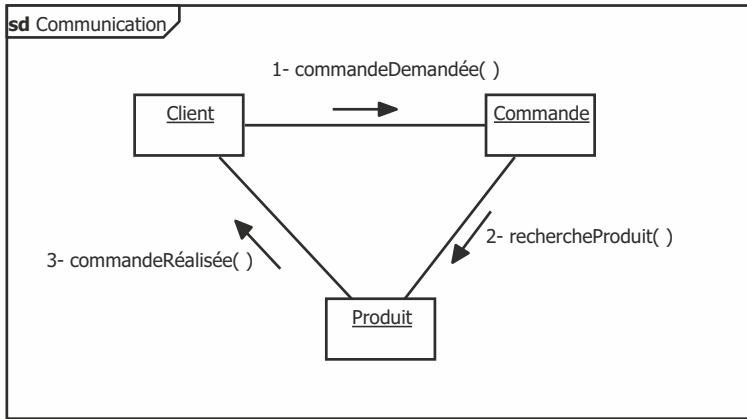 sd Communication
1- commandeDemandée( )
Client
Commande
2- rechercheProduit( )
3- commandeRéalisée( )
Produit